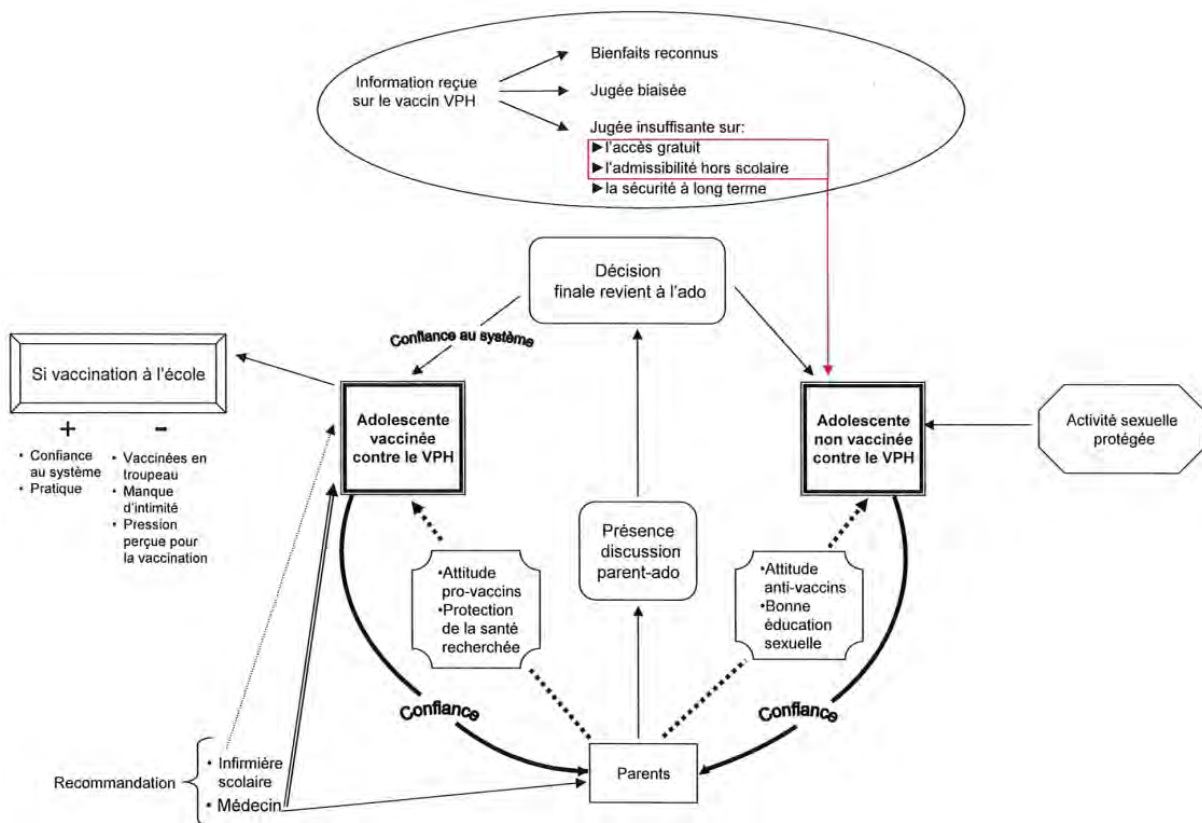 Information reçue
sur le vaccin VPH
Bienfaits reconnus
Jugée biaisée
Jugée insuffisante sur:
►l'accès gratuit
►l'admissibilité hors scolaire
►la sécurité à long terme
Décision
finale revient à l'ado
Confiance au système
Si vaccination à l'école
+
• Confiance
au système
• Pratique
–
• Vaccinées en
troupeau
• Manque
d'intimité
• Pression
perçue pour
la vaccination
Adolescente
vaccinée
contre le VPH
Adolescente
non vaccinée
contre le VPH
Activité sexuelle
protégée
•Attitude
pro-vaccins
•Protection
de la santé
recherchée
Présence
discussion
parent-ado
•Attitude
anti-vaccins
•Bonne
éducation
sexuelle
Confiance
Confiance
Parents
Recommandation
• Infirmiére
scolaire
• Médecin